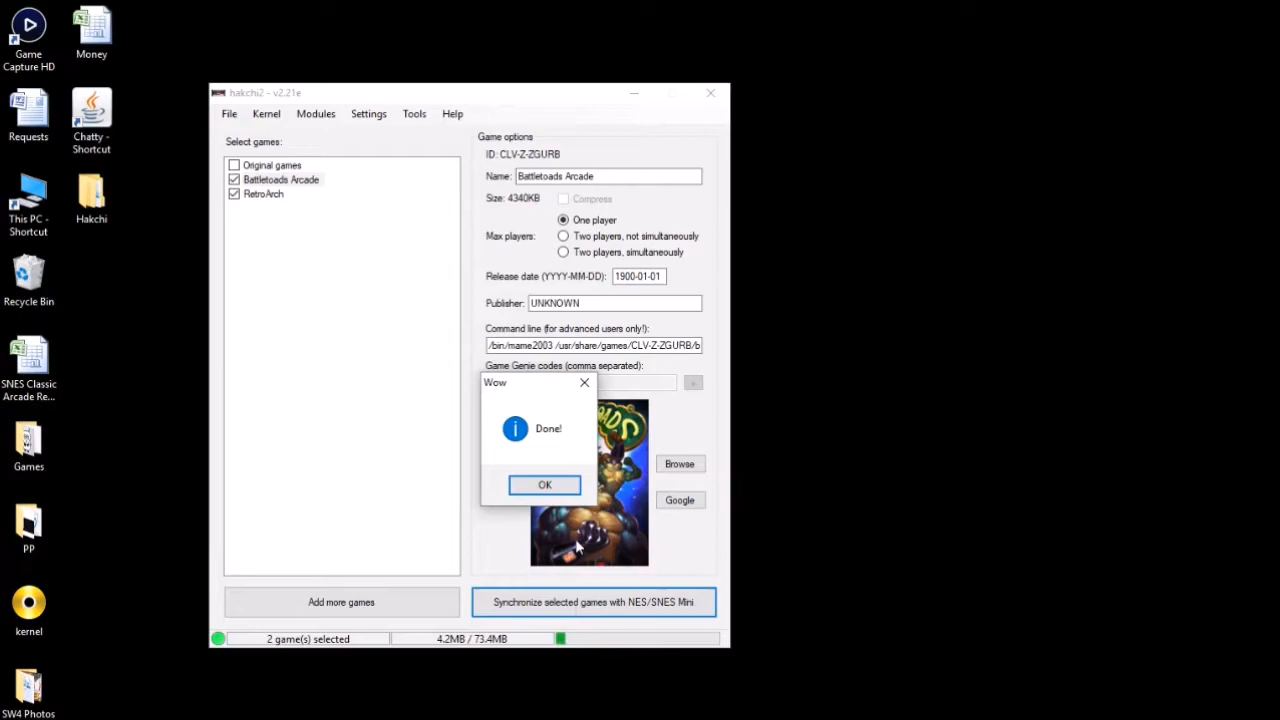 Game
Capture HD
Money
Requests
Chatty -
Shortcut
This PC -
Shortcut
Hakchi
Recycle Bin
SNES Classic
Arcade Re...
Games
PP
kernel
SW4 Photos
hakchi2 - v2.21e
File Kernel Modules Settings Tools Help
Select games:
Original games
Battletoads Arcade
RetroArch
Game options
ID: CLV-Z-ZGURB
Name: Battletoads Arcade
Size: 4340KB Compress
One player
Max players: Two players, not simultaneously
Two players, simultaneously
Release date (YYYY-MM-DD): 1900-01-01
Publisher: UNKNOWN
Command line (for advanced users only!):
/bin/mame2003 /usr/share/games/CLV-Z-ZGURB/b
Game Genie codes (comma separated):
Wow
Done!
OK
Browse
Google
Add more games
Synchronize selected games with NES/SNES Mini
2 game(s) selected 4.2MB / 73.4MB